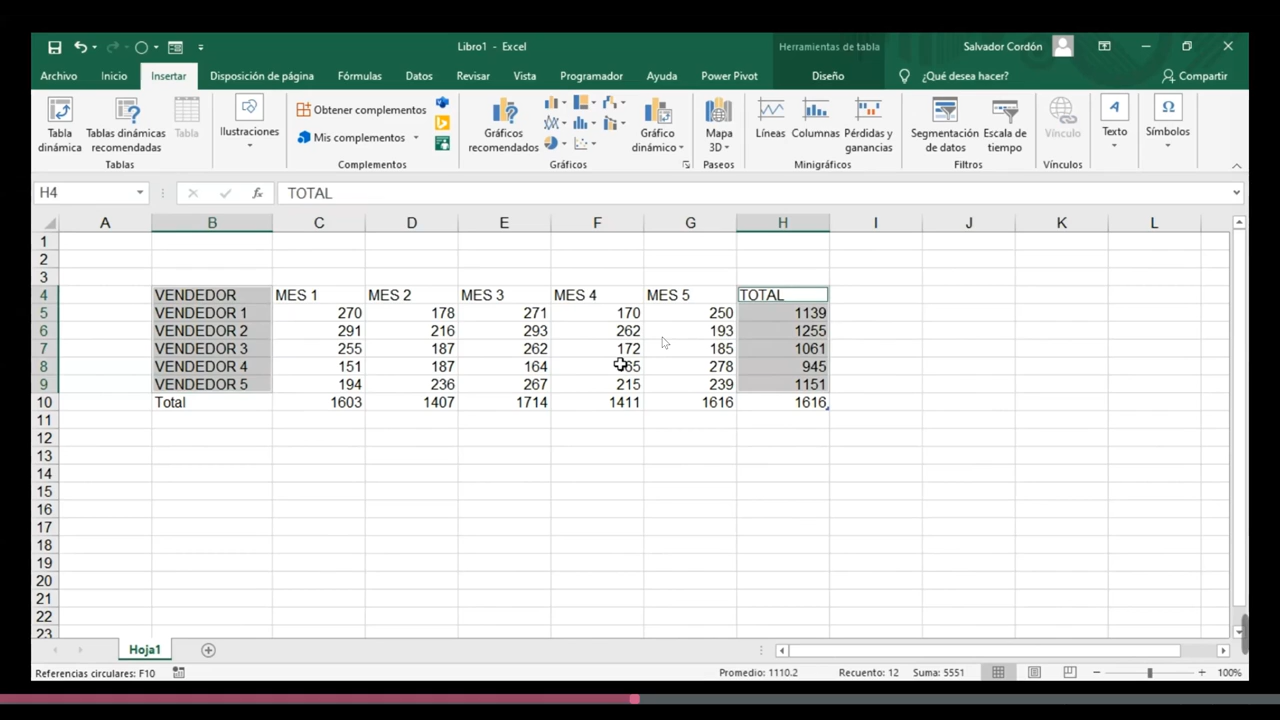 Libro1 - Excel
Herramientas de tabla
Salvador Cordón
Archivo Inicio Insertar Disposición de página Fórmulas Datos Revisar Vista Programador Ayuda Power Pivot Diseño ¿Qué desea hacer? Compartir
Tabla dinámica
Tablas dinámicas recomendadas
Tabla
Ilustraciones
Obtener complementos
Mis complementos
Gráficos recomendados
Gráfico dinámico
Mapa 3D
Líneas
Columnas
Pérdidas y ganancias
Segmentación de datos
Escala de tiempo
Vínculo
Texto
Símbolos
Tablas Complementos Gráficos Paseos Minigráficos Filtros Vínculos
H4 fx TOTAL
A B C D E F G H I J K L
1
2
3
4 VENDEDOR MES 1 MES 2 MES 3 MES 4 MES 5 TOTAL
5 VENDEDOR 1 270 178 271 170 250 1139
6 VENDEDOR 2 291 216 293 262 193 1255
7 VENDEDOR 3 255 187 262 172 185 1061
8 VENDEDOR 4 151 187 164 278 945
9 VENDEDOR 5 194 236 267 215 239 1151
10 Total 1603 1407 1714 1411 1616 1616
11
12
13
14
15
16
17
18
19
20
21
22
23
Hoja1
Referencias circulares: F10 Promedio: 1110.2 Recuento: 12 Suma: 5551 100%